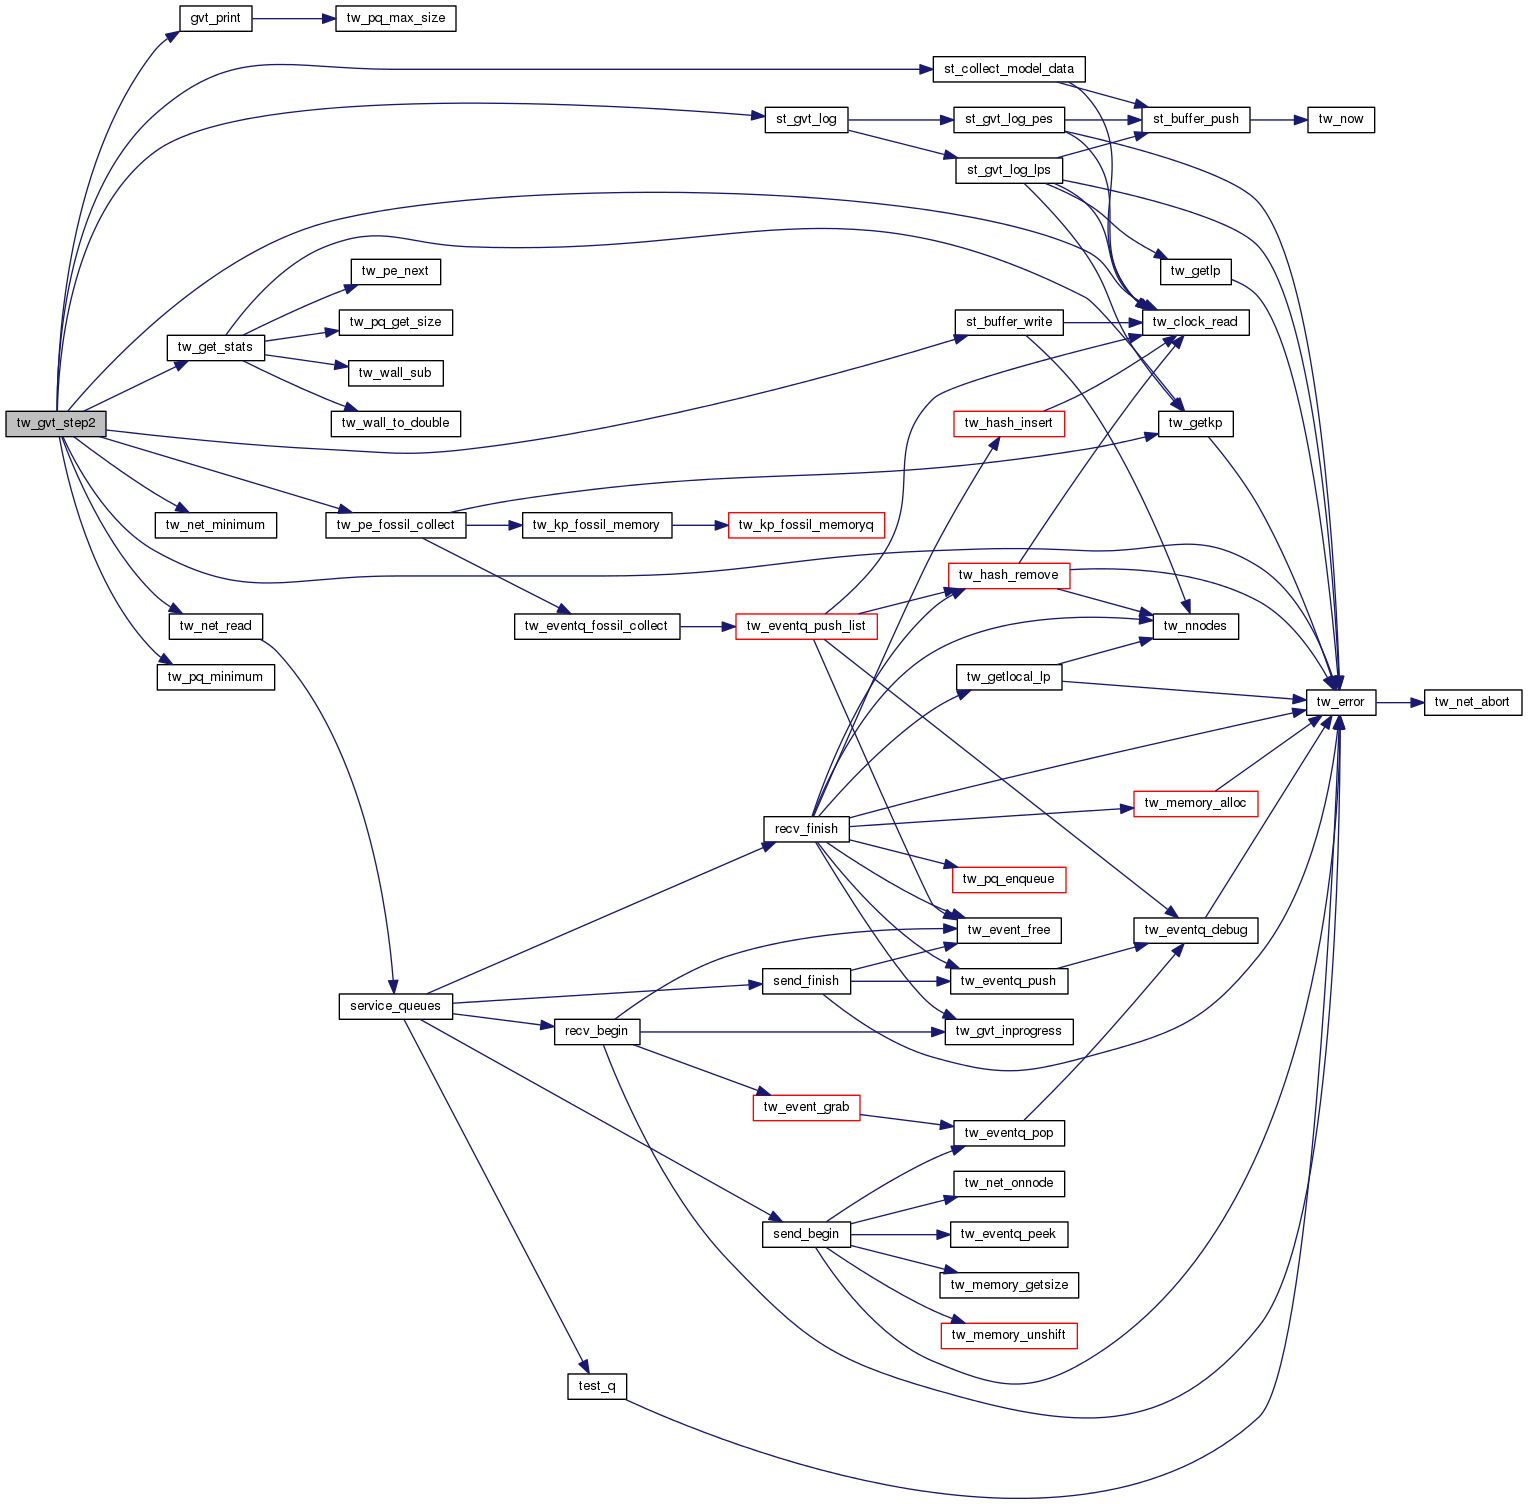 gvt_print
tw_pq_max_size
st_collect_model_data
st_gvt_log
st_gvt_log_pes
st_buffer_push
tw_now
st_gvt_log_lps
tw_pe_next
tw_getlp
tw_pq_get_size
st_buffer_write
tw_clock_read
tw_get_stats
tw_wall_sub
tw_gvt_step2
tw_wall_to_double
tw_hash_insert
tw_getkp
tw_net_minimum
tw_pe_fossil_collect
tw_kp_fossil_memory
tw_kp_fossil_memoryq
tw_hash_remove
tw_net_read
tw_eventq_fossil_collect
tw_eventq_push_list
tw_nnodes
tw_pq_minimum
tw_getlocal_lp
tw_error
tw_net_abort
tw_memory_alloc
recv_finish
tw_pq_enqueue
tw_event_free
tw_eventq_debug
send_finish
tw_eventq_push
service_queues
recv_begin
tw_gvt_inprogress
tw_event_grab
tw_eventq_pop
tw_net_onnode
send_begin
tw_eventq_peek
tw_memory_getsize
tw_memory_unshift
test_q